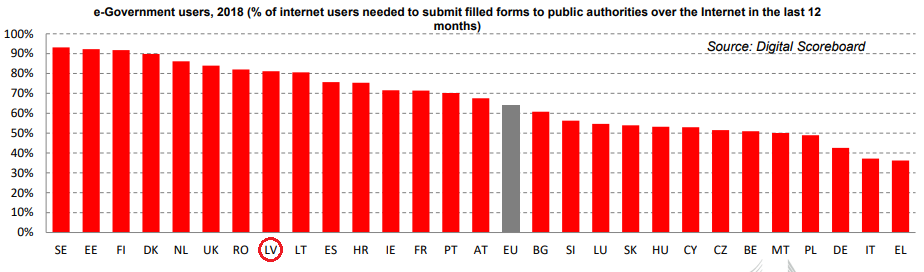 e-Government users, 2018 (% of internet users needed to submit filled forms to public authorities over the Internet in the last 12
months)
Source: Digital Scoreboard
100%
90%
80%
70%
60%
50%
40%
30%
20%
10%
0%
SE EE FI DK NL UK RO LV LT ES HR IE FR PT AT EU BG SI LU SK HU CY CZ BE MT PL DE IT EL